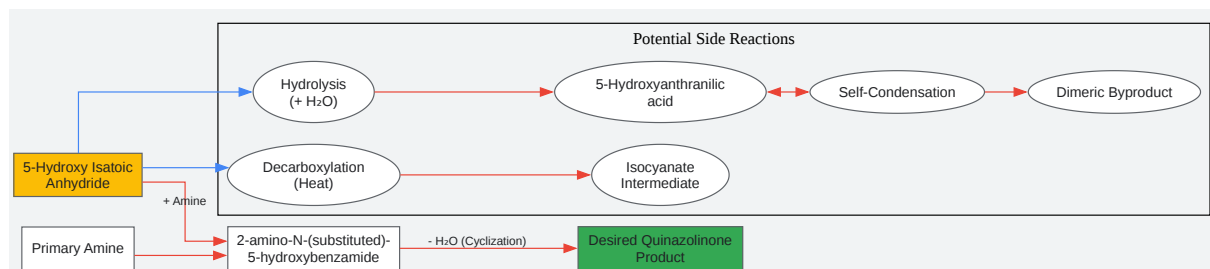 Potential Side Reactions
Hydrolysis
(+ H₂O)
5-Hydroxyanthranilic
acid
Self-Condensation
Dimeric Byproduct
5-Hydroxy Isatoic
Anhydride
Decarboxylation
(Heat)
Isocyanate
Intermediate
+ Amine
Primary Amine
2-amino-N-(substituted)-
5-hydroxybenzamide
- H₂O (Cyclization)
Desired Quinazolinone
Product